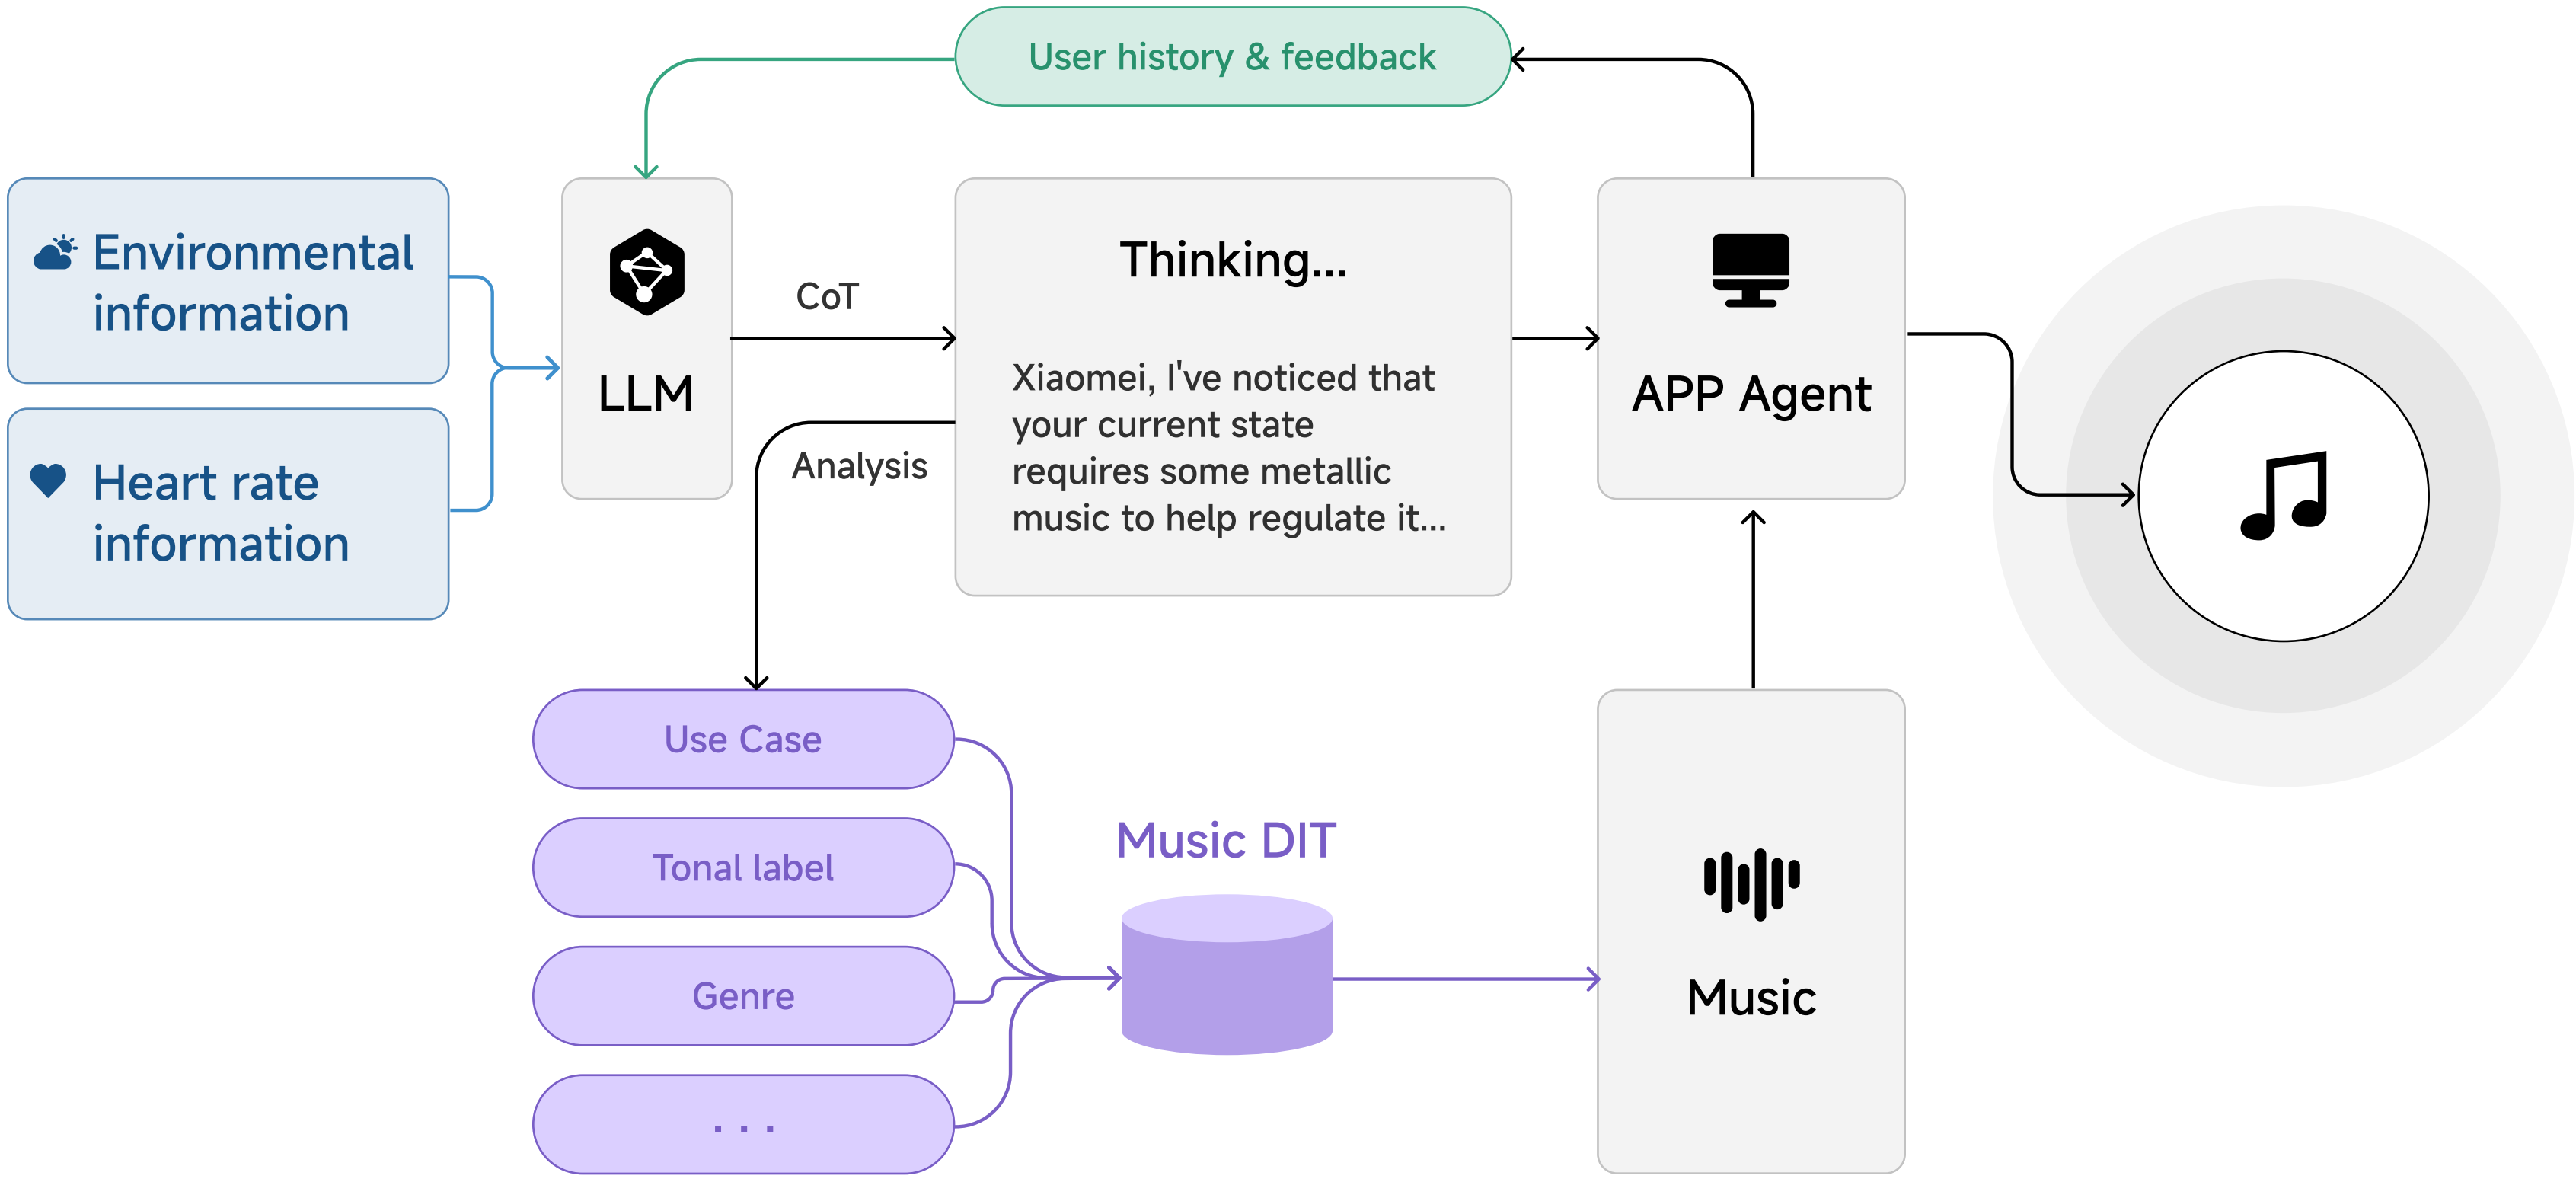 User history & feedback
Environmental
information
Heart rate
information
LLM
CoT
Analysis
Thinking...
Xiaomei, I've noticed that
your current state
requires some metallic
music to help regulate it...
APP Agent
Use Case
Tonal label
Genre
...
Music DIT
Music